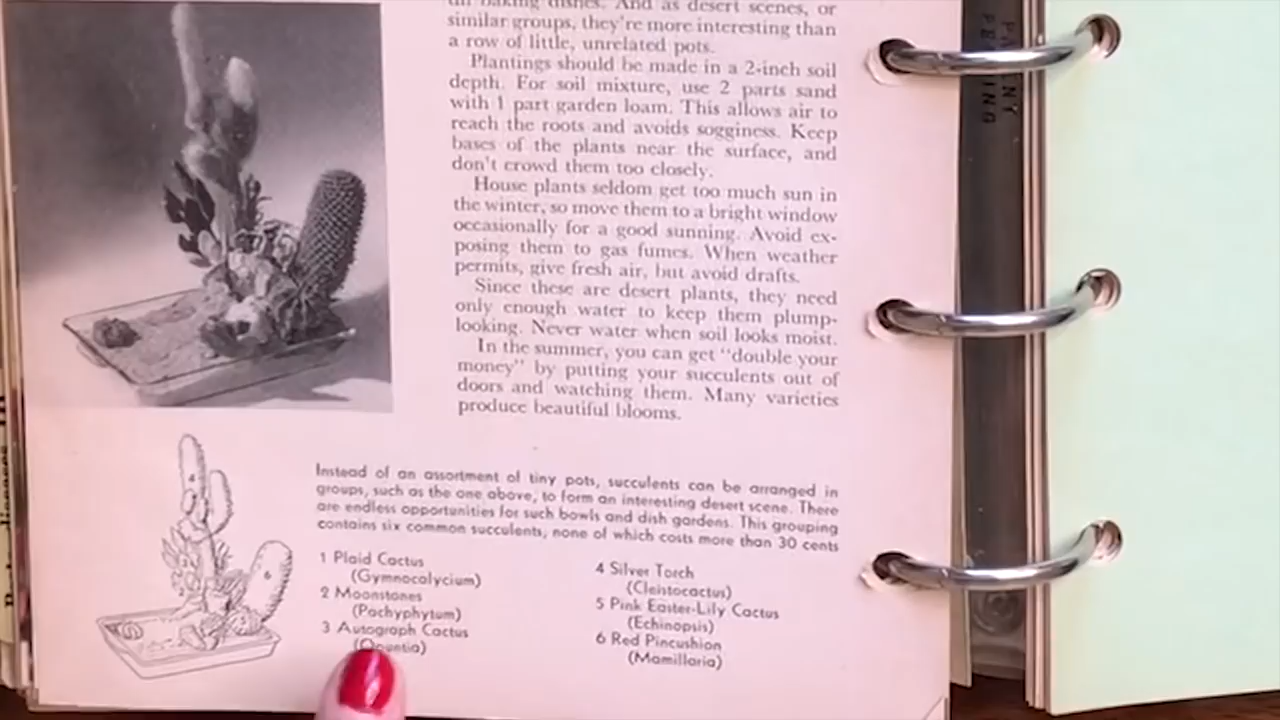 in baking dishes. And as desert scenes, or
similar groups, they're more interesting than
a row of little, unrelated pots.
Plantings should be made in a 2-inch soil
depth. For soil mixture, use 2 parts sand
with 1 part garden loam. This allows air to
reach the roots and avoids sogginess. Keep
bases of the plants near the surface, and
don't crowd them too closely.
House plants seldom get too much sun in
the winter, so move them to a bright window
occasionally for a good sunning. Avoid ex-
posing them to gas fumes. When weather
permits, give fresh air, but avoid drafts.
Since these are desert plants, they need
only enough water to keep them plump-
looking. Never water when soil looks moist.
In the summer, you can get "double your
money" by putting your succulents out of
doors and watching them. Many varieties
produce beautiful blooms.
Instead of an assortment of tiny pots, succulents can be arranged in
groups, such as the one above, to form an interesting desert scene. There
are endless opportunities for such bowls and dish gardens. This grouping
contains six common succulents, none of which costs more than 30 cents
1 Plaid Cactus
(Gymnocalycium)
2 Moonstones
(Pachyphytum)
3 Autograph Cactus
(Opuntia)
4 Silver Torch
(Cleistocactus)
5 Pink Easter-Lily Cactus
(Echinopsis)
6 Red Pincushion
(Mamillaria)
4
6